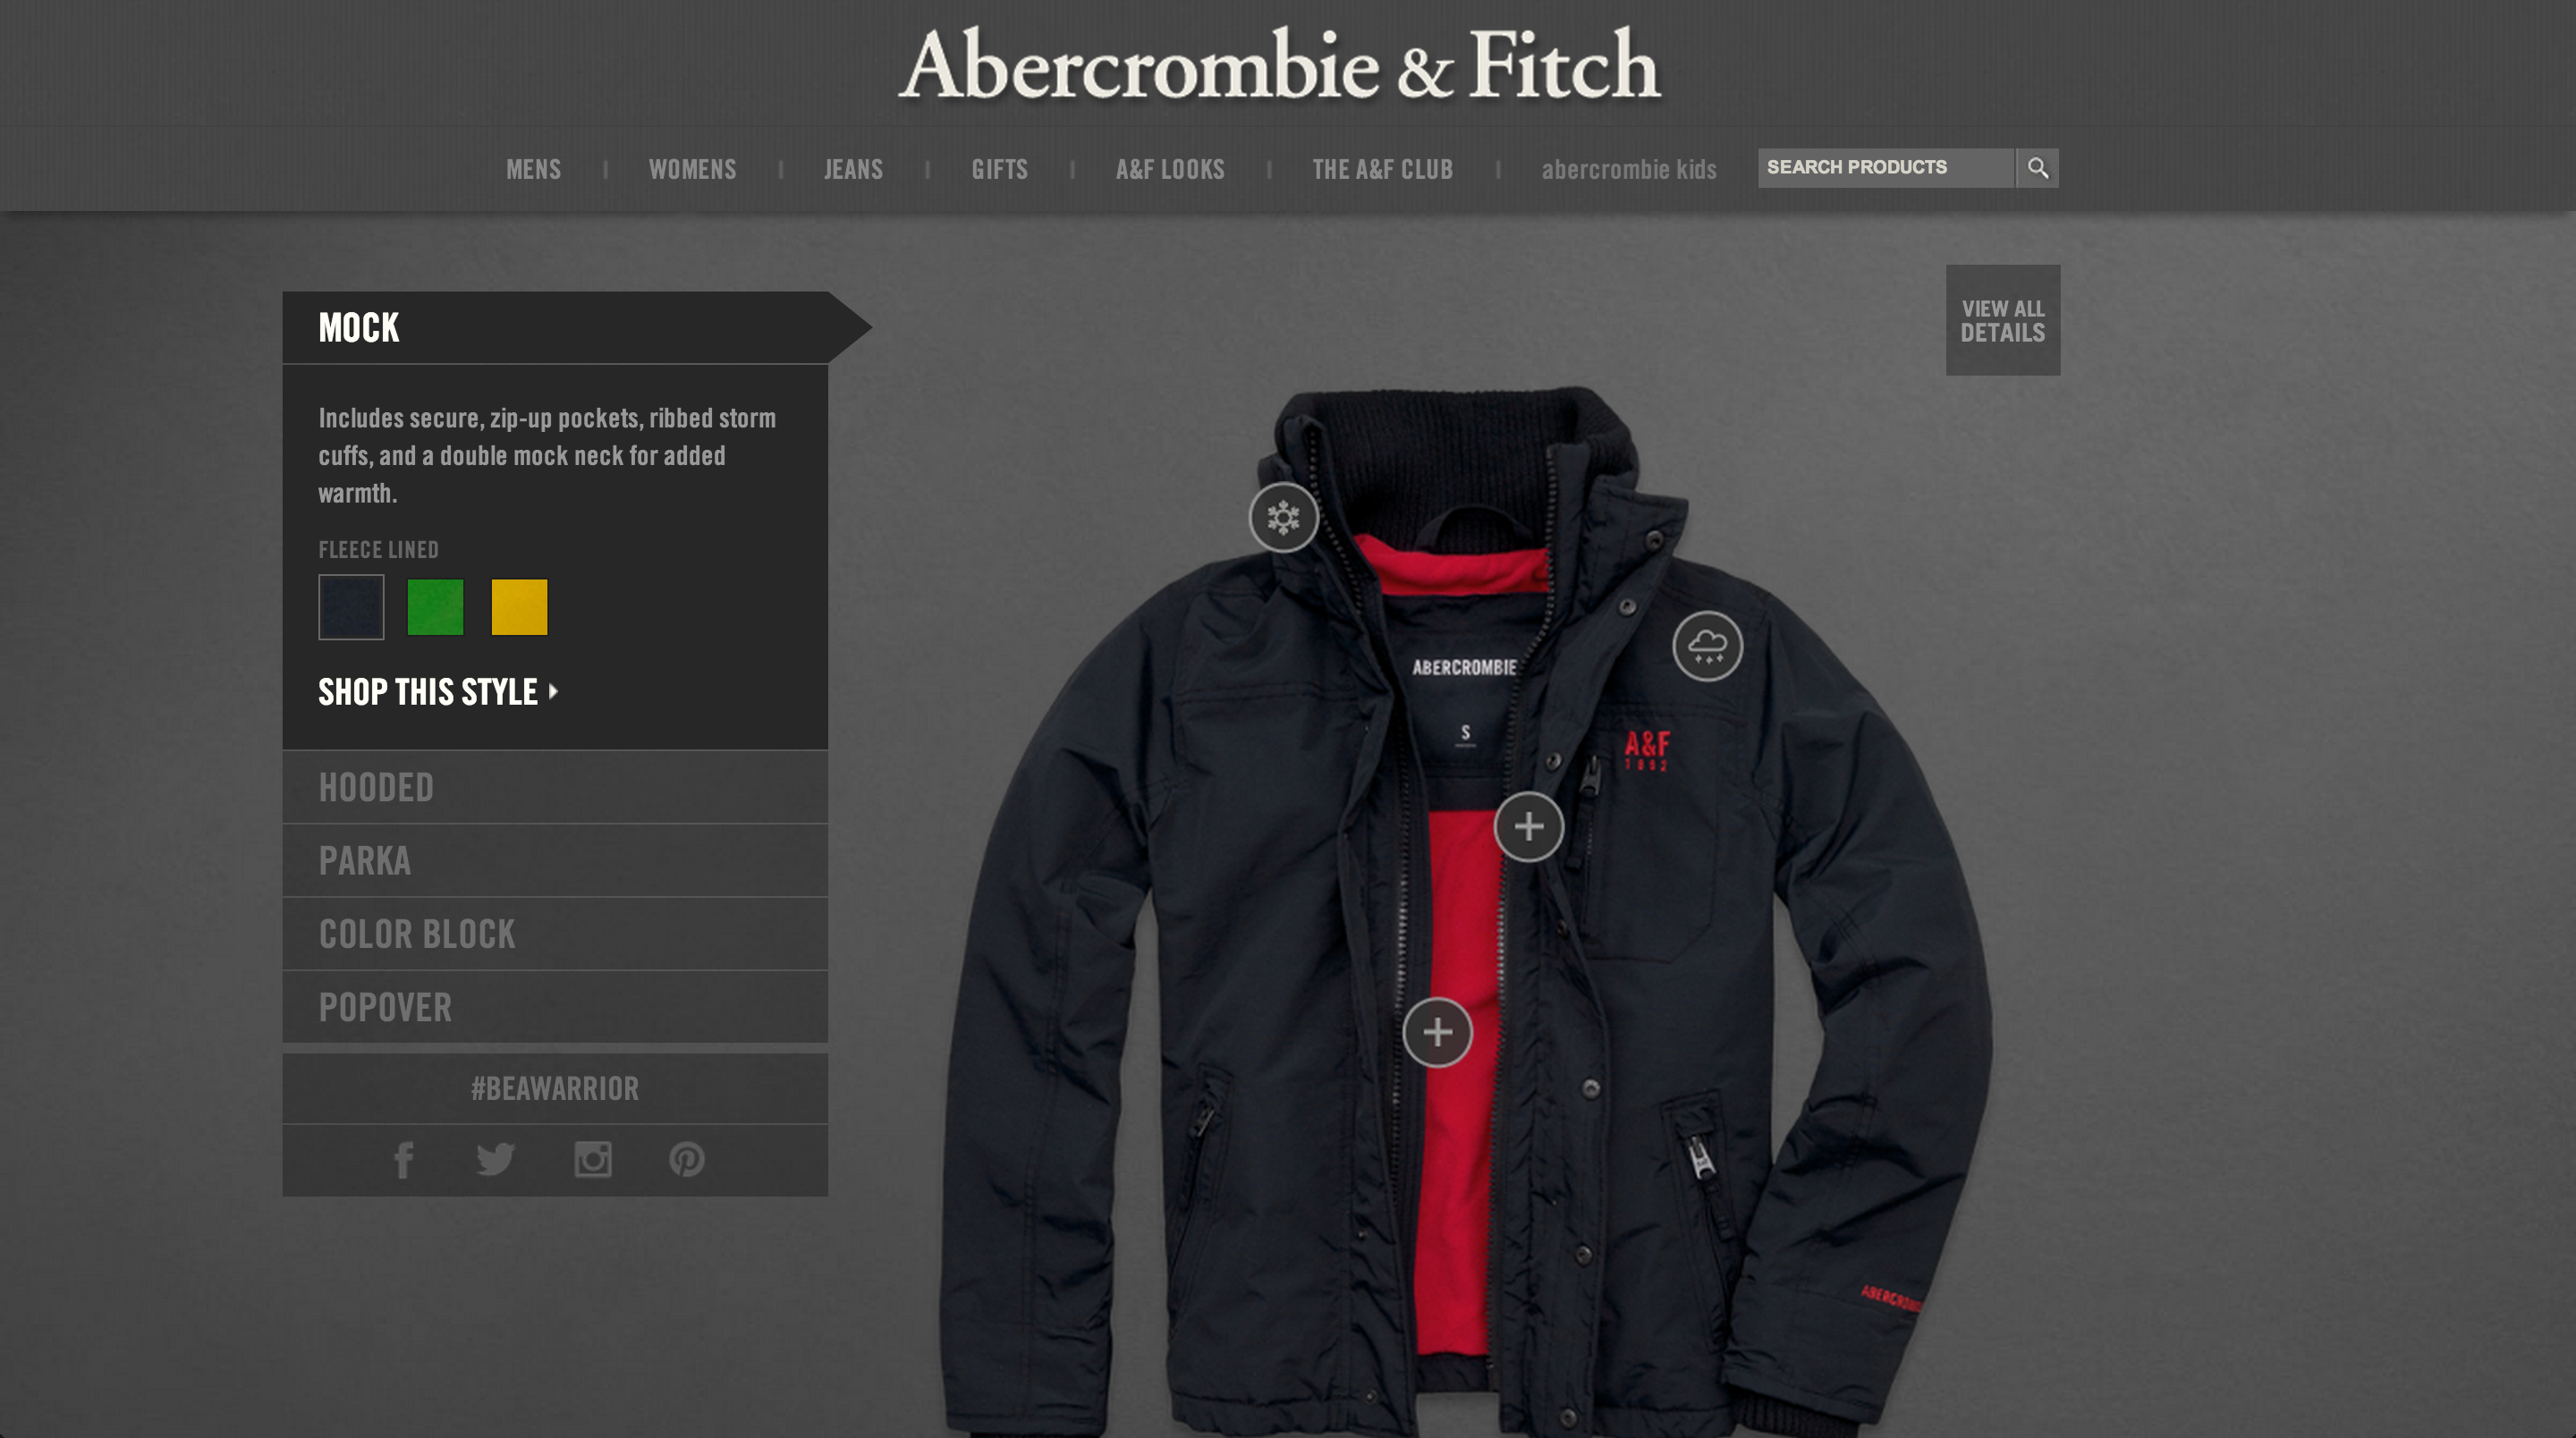 Abercrombie & Fitch
MENS
WOMENS
JEANS
GIFTS
A&F LOOKS
THE A&F CLUB
abercrombie kids
SEARCH PRODUCTS
VIEW ALL
DETAILS
MOCK
Includes secure, zip-up pockets, ribbed storm
cuffs, and a double mock neck for added
warmth.
FLEECE LINED
SHOP THIS STYLE
HOODED
PARKA
COLOR BLOCK
POPOVER
#BEAWARRIOR
ABERCROMBIE
S
A&F
1892